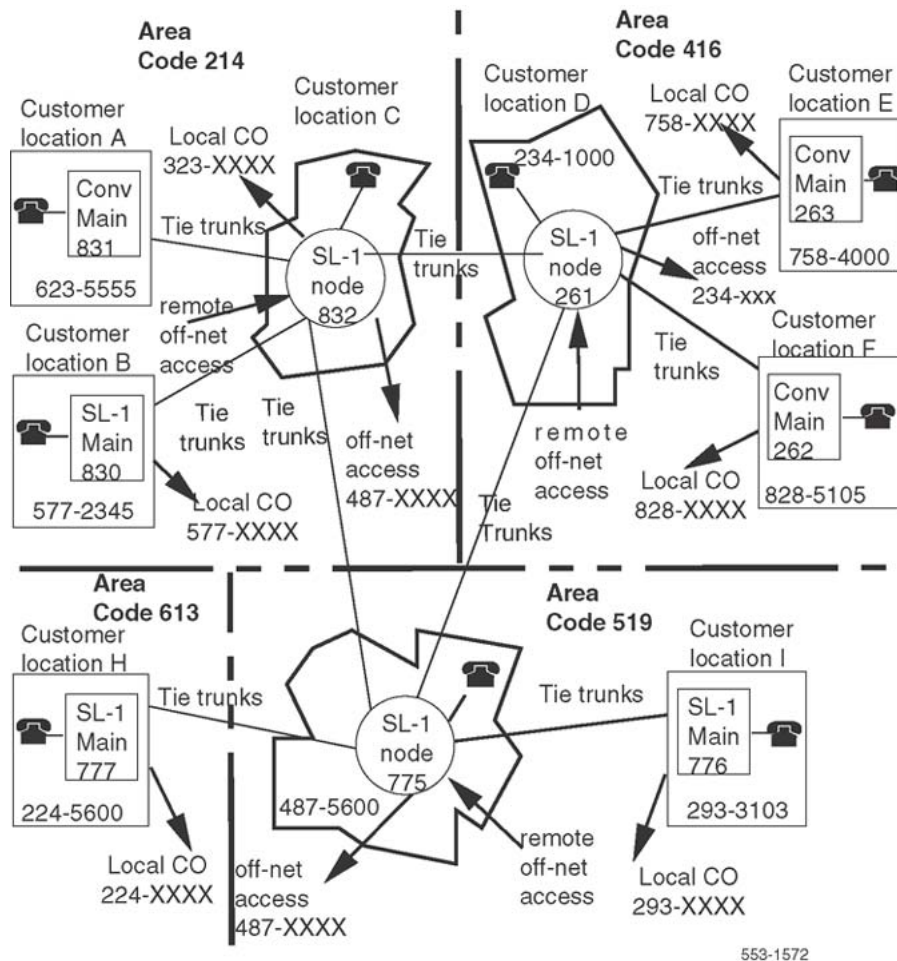 Area
Code 214
Area
Code 416
Customer
location A
Conv
Main
831
623-5555
Tie trunks
Local CO
323-XXXX
Customer
location C
SL-1
node
832
remote
off-net
access
Tie
trunks
Customer
location B
SL-1
Main
830
577-2345
Tie
trunks
Tie
trunks
Local CO
577-XXXX
off-net
access
487-XXXX
Customer
location D
234-1000
SL-1
node
261
Local CO
758-XXXX
Customer
location E
Conv
Main
263
758-4000
Tie trunks
off-net
access
234-xxx
Tie
trunks
Customer
location F
Conv
Main
262
828-5105
remote
off-net
access
Local CO
828-XXXX
Tie
Trunks
Area
Code 613
Area
Code 519
Customer
location H
SL-1
Main
777
224-5600
Tie trunks
Local CO
224-XXXX
SL-1
node
775
487-5600
off-net
access
487-XXXX
Tie trunks
remote
off-net
access
Customer
location I
SL-1
Main
776
293-3103
Local CO
293-XXXX
553-1572